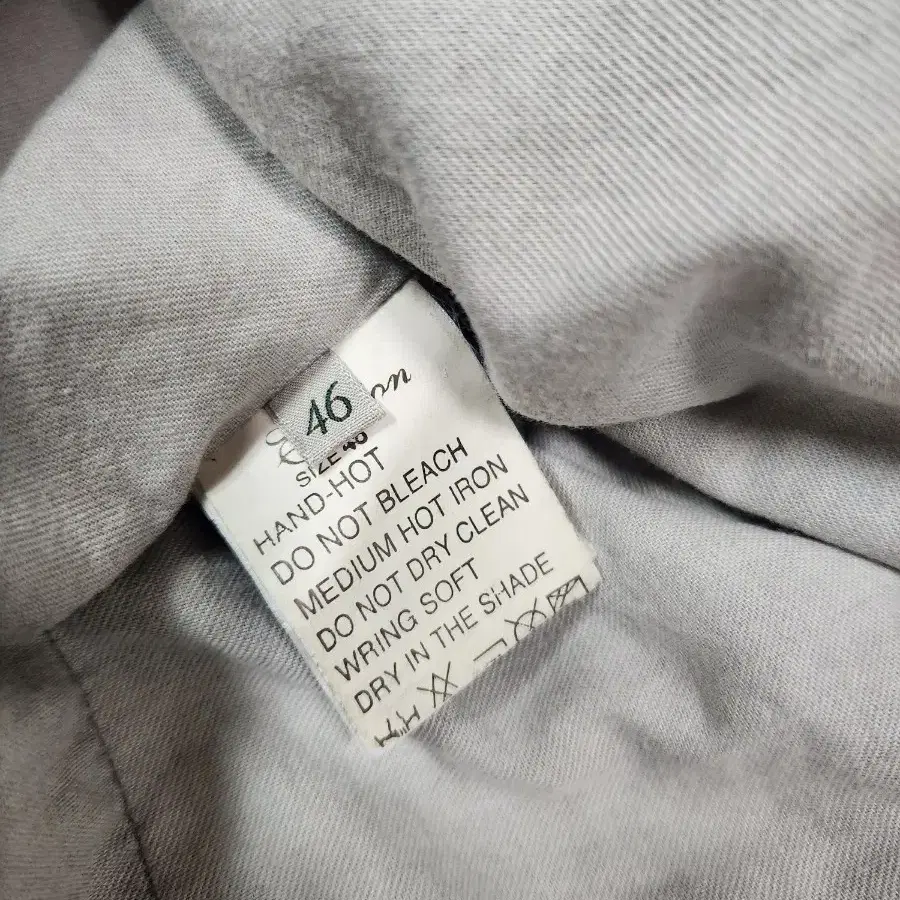 46
on
SIZE
HAND-HOT
DO NOT BLEACH
MEDIUM HOT IRON
DO NOT DRY CLEAN
WRING SOFT
DRY IN THE SHADE